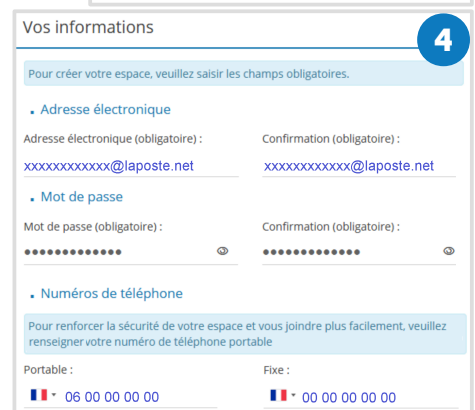 Vos informations
4
Pour créer votre espace, veuillez saisir les champs obligatoires.
Adresse électronique
Adresse électronique (obligatoire) : Confirmation (obligatoire) :
xxxxxxxxxxxx@laposte.net xxxxxxxxxxxx@laposte.net
Mot de passe
Mot de passe (obligatoire) : Confirmation (obligatoire) :
●●●●●●●●●●●●● ●●●●●●●●●●●●●
Numéros de téléphone
Pour renforcer la sécurité de votre espace et vous joindre plus facilement, veuillez
renseigner votre numéro de téléphone portable
Portable : Fixe :
06 00 00 00 00 00 00 00 00 00